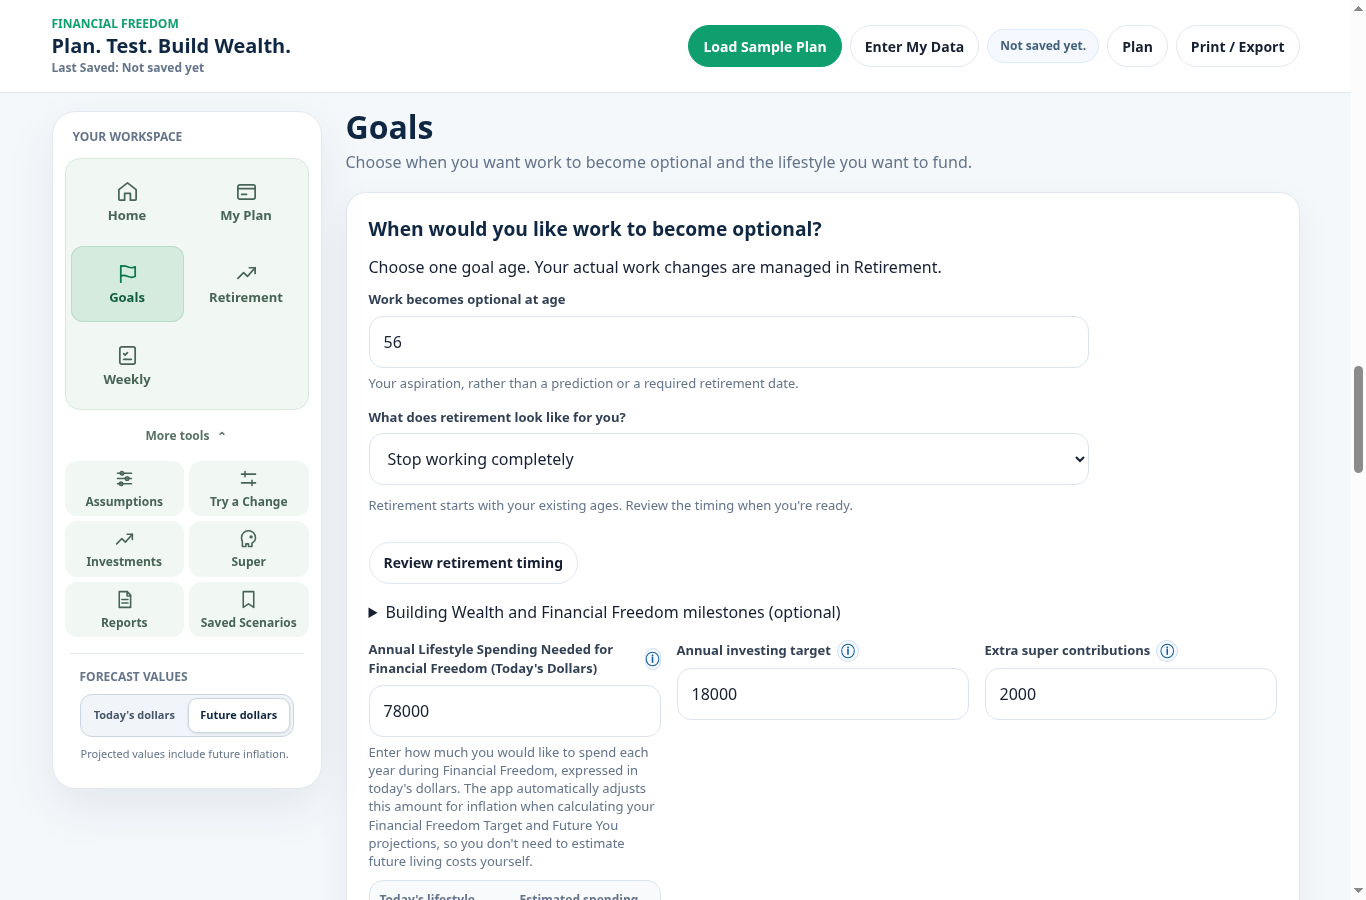 FINANCIAL FREEDOM
Plan. Test. Build Wealth.
Last Saved: Not saved yet
Load Sample Plan
Enter My Data
Not saved yet.
Plan
Print / Export
YOUR WORKSPACE
Home
My Plan
Goals
Retirement
Weekly
More tools
Assumptions
Try a Change
Investments
Super
Reports
Saved Scenarios
FORECAST VALUES
Today's dollars
Future dollars
Projected values include future inflation.
Goals
Choose when you want work to become optional and the lifestyle you want to fund.
When would you like work to become optional?
Choose one goal age. Your actual work changes are managed in Retirement.
Work becomes optional at age
56
Your aspiration, rather than a prediction or a required retirement date.
What does retirement look like for you?
Stop working completely
Retirement starts with your existing ages. Review the timing when you're ready.
Review retirement timing
Building Wealth and Financial Freedom milestones (optional)
Annual Lifestyle Spending Needed for
Financial Freedom (Today's Dollars)
78000
Enter how much you would like to spend each
year during Financial Freedom, expressed in
today's dollars. The app automatically adjusts
this amount for inflation when calculating your
Financial Freedom Target and Future You
projections, so you don't need to estimate
future living costs yourself.
Annual investing target
18000
Extra super contributions
2000
Today's lifestyle
Estimated spending